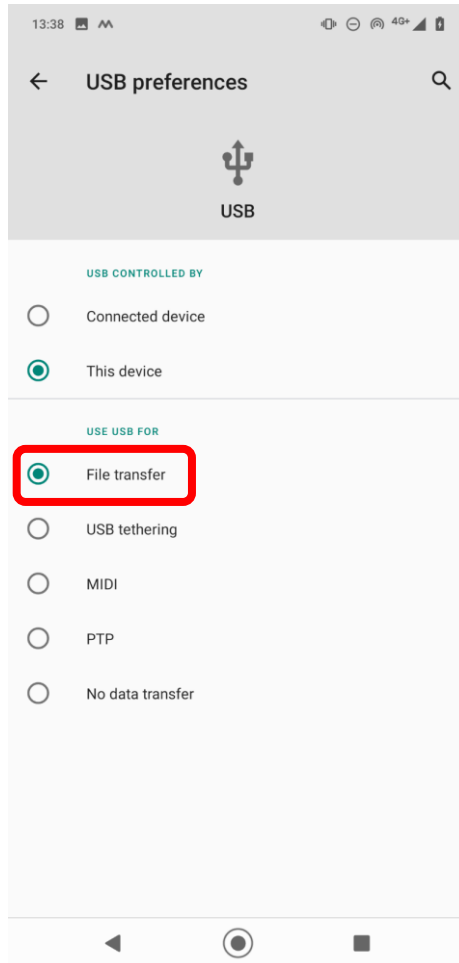 13:38 4G+
USB preferences
USB
USB CONTROLLED BY
Connected device
This device
USE USB FOR
File transfer
USB tethering
MIDI
PTP
No data transfer